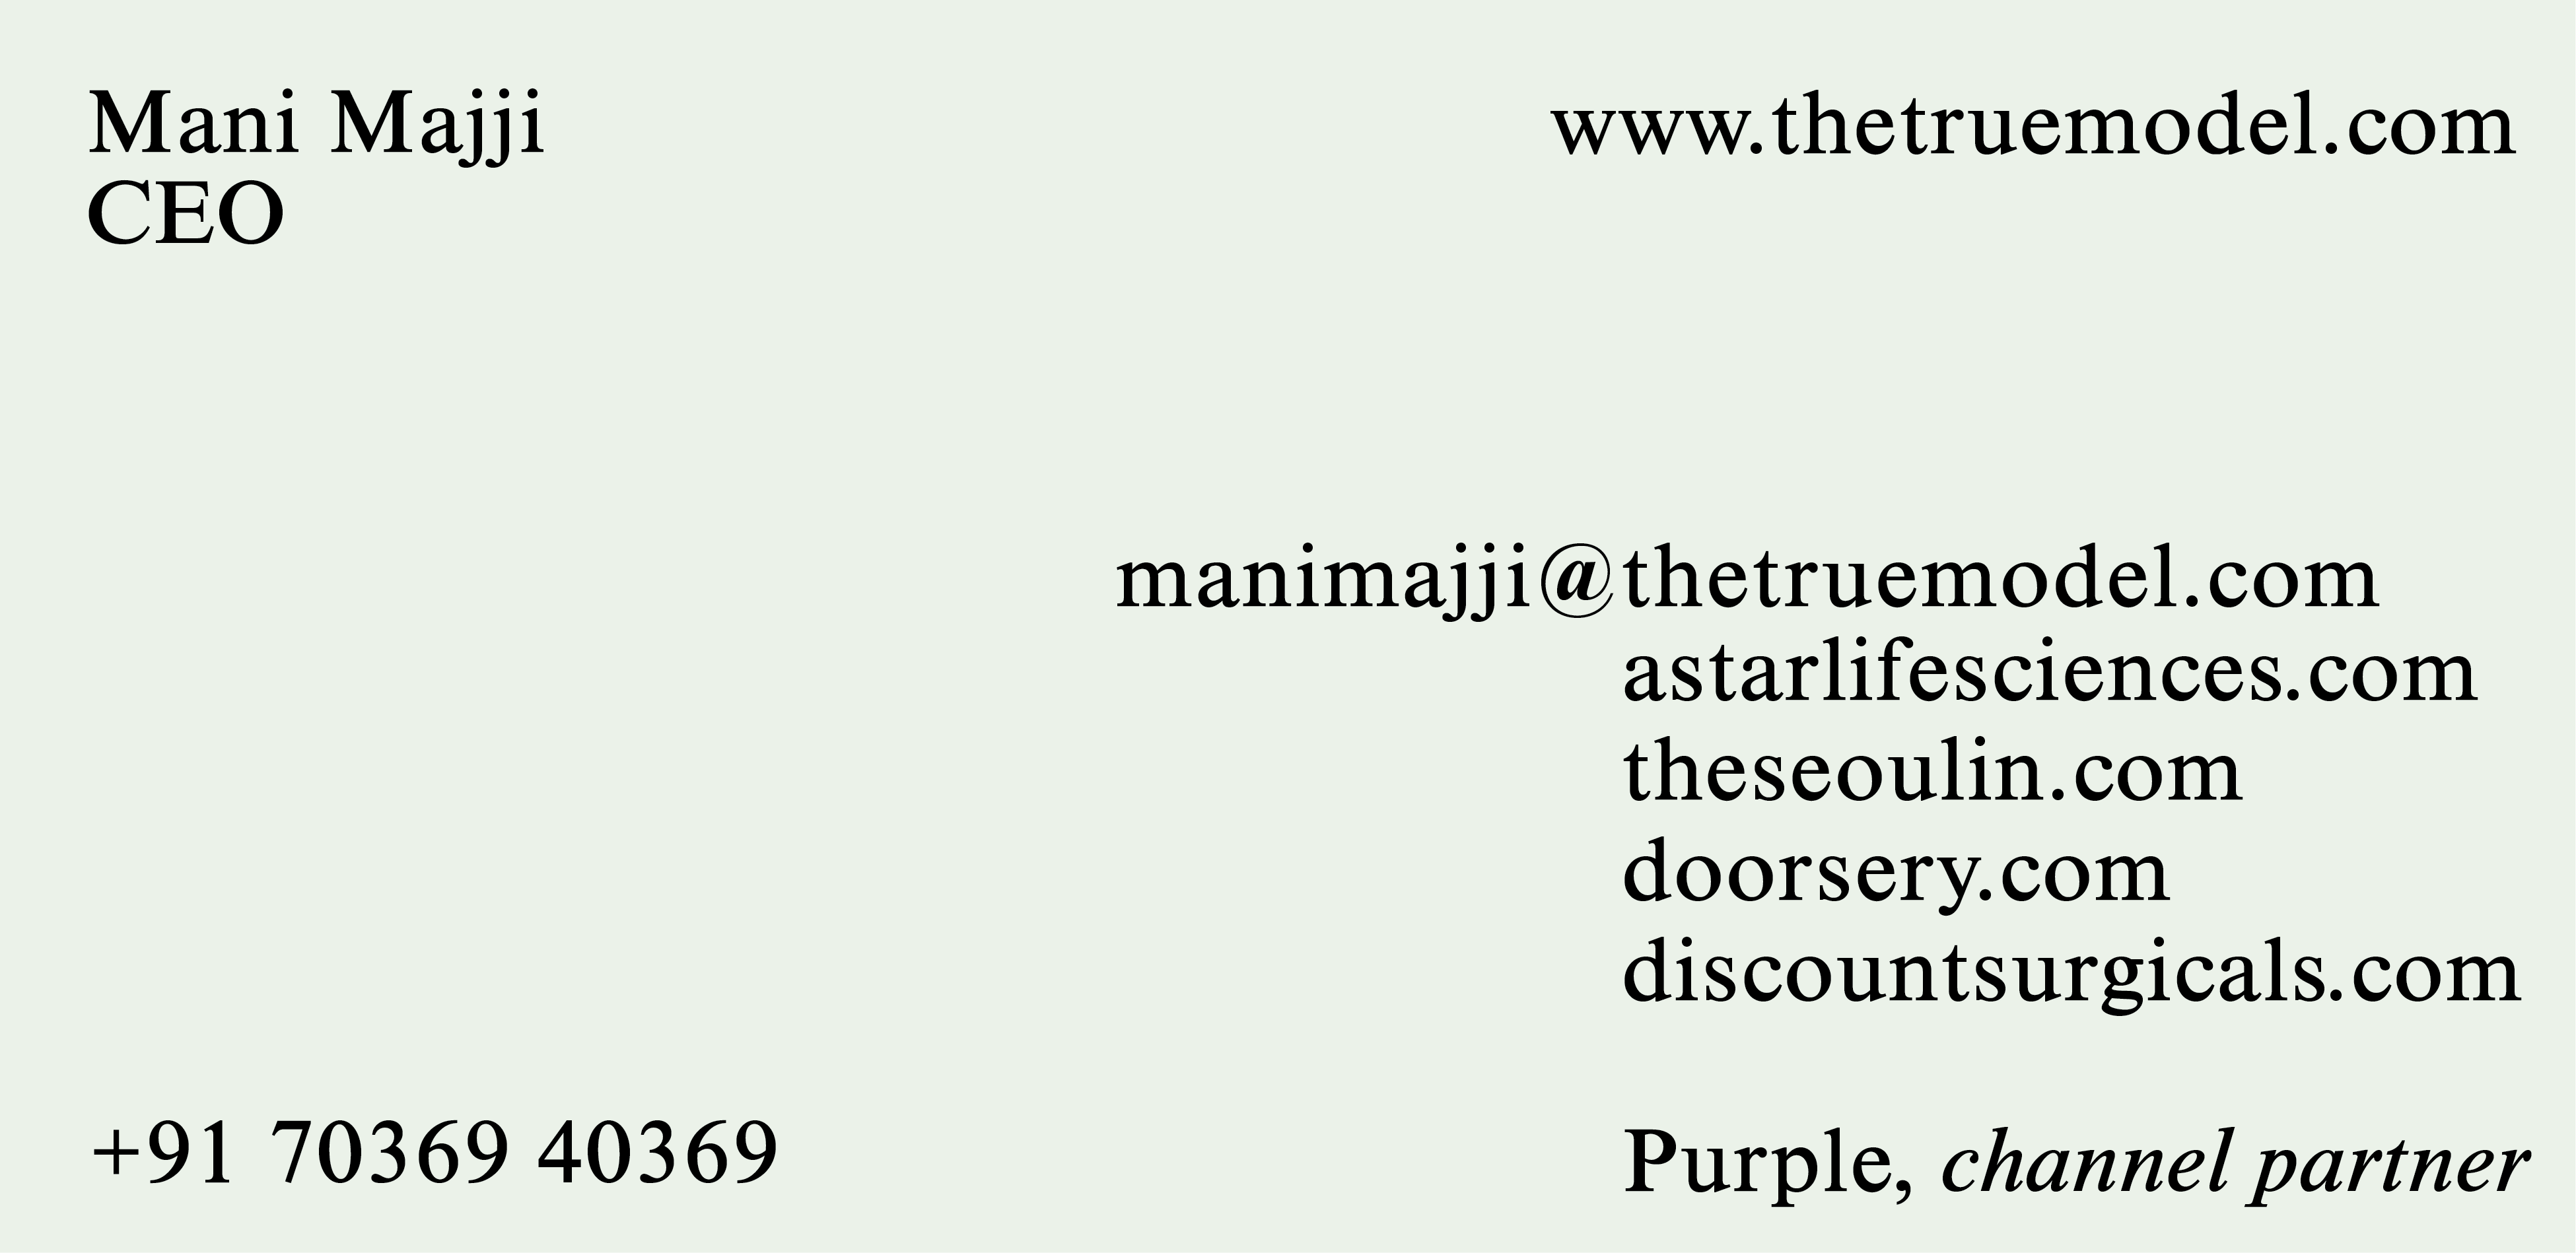 Mani Majji
CEO
www.thetruemodel.com
manimajji@thetruemodel.com
astarlifesciences.com
theseoulin.com
doorsery.com
discountsurgicals.com
+91 70369 40369
Purple, channel partner